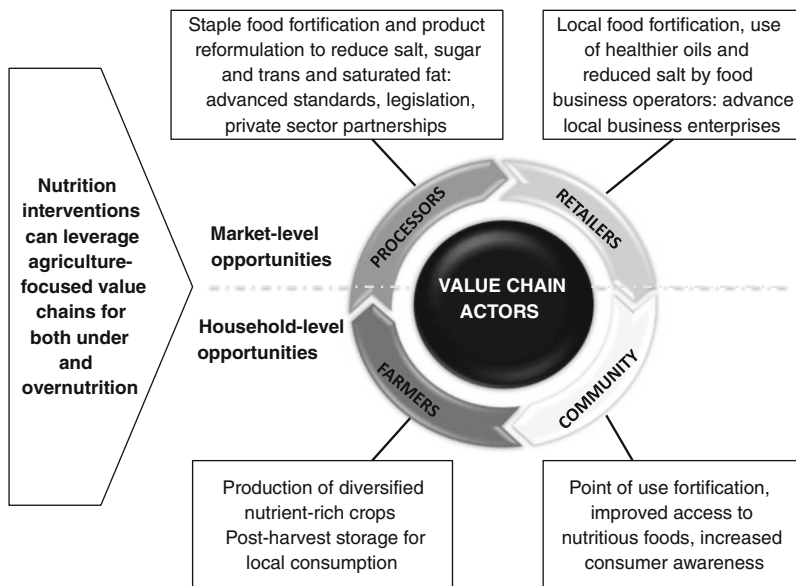 Staple food fortification and product
reformulation to reduce salt, sugar
and trans and saturated fat:
advanced standards, legislation,
private sector partnerships
Local food fortification, use
of healthier oils and
reduced salt by food
business operators: advance
local business enterprises
Nutrition
interventions
can leverage
agriculture-
focused value
chains for
both under
and
overnutrition
Market-level
opportunities
Household-level
opportunities
PROCESSORS
RETAILERS
VALUE CHAIN
ACTORS
FARMERS
COMMUNITY
Production of diversified
nutrient-rich crops
Post-harvest storage for
local consumption
Point of use fortification,
improved access to
nutritious foods, increased
consumer awareness